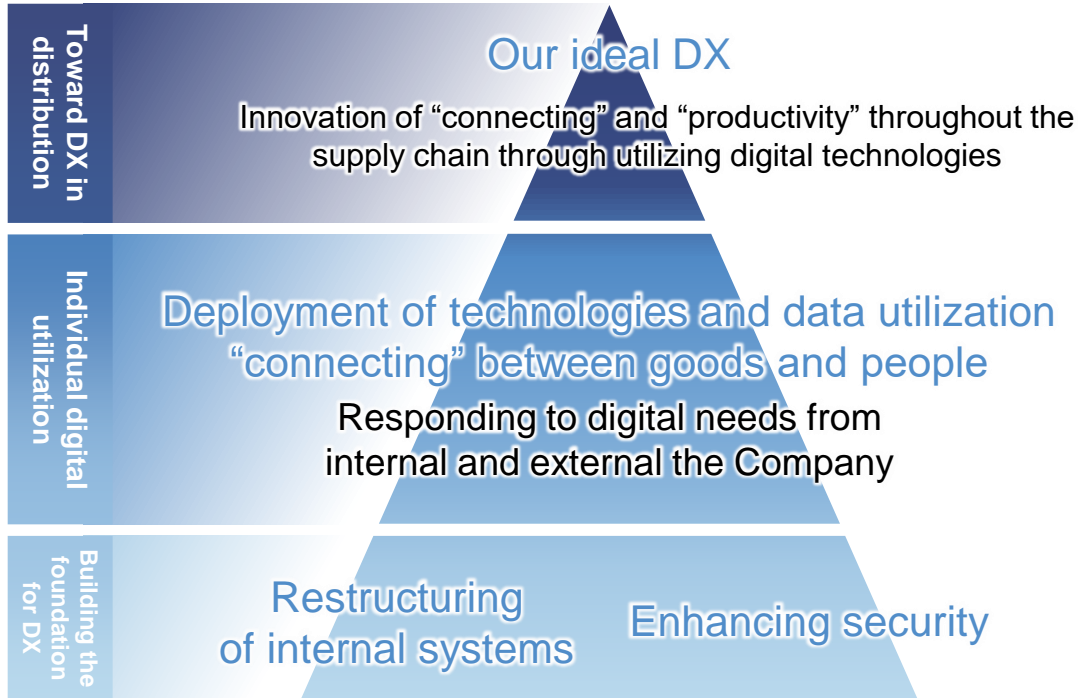 Toward DX in
distribution
Our ideal DX
Innovation of “connecting” and “productivity” throughout the
supply chain through utilizing digital technologies
Individual digital
utilization
Deployment of technologies and data utilization
“connecting” between goods and people
Responding to digital needs from
internal and external the Company
Building the
foundation
for DX
Restructuring
of internal systems
Enhancing security